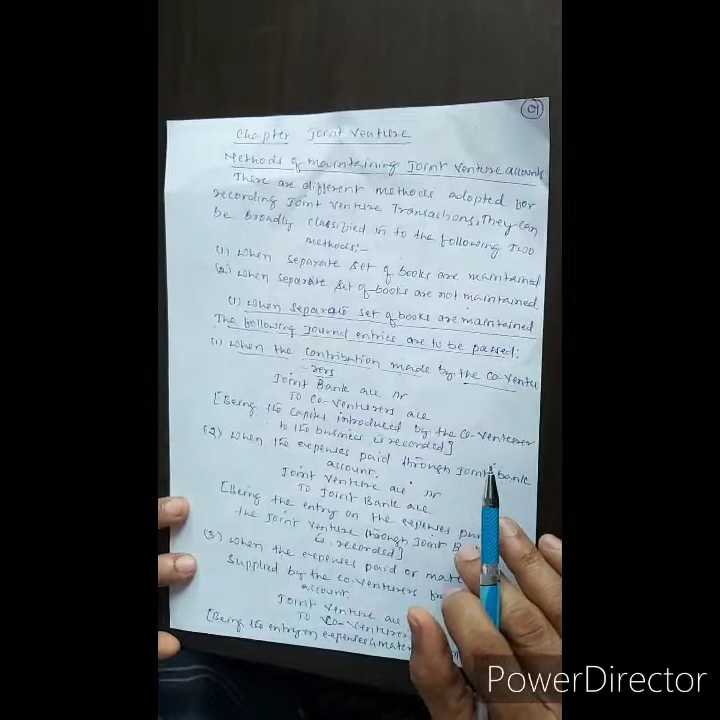 01
Chapter Joint Venture
Methods of maintaining Joint Venture accounts
There are different methods adopted for
recording Joint Venture Transactions, They can
be broadly classified in to the following Two
methods:-
(1) When separate set of books are maintained
(2) When separate set of books are not maintained
(1) When separate set of books are maintained
The following Journal entries are to be passed:
(1) When the contribution made by the Co-Ventu
-rers
Joint Bank a/c Dr
To Co-Venturers a/c
[Being the Capital introduced by the Co-Venturer
to the business is recorded]
(2) When the expenses paid through Joint bank
account.
Joint Venture a/c Dr
To Joint Bank a/c
[Being the entry on the expenses
the Joint Venture through Joint
is recorded]
(3) When the expenses paid or
Supplied by the Co-Venturers
account.
Joint Venture a/c
To Co-Venturer
[Being the entry on expenses &
PowerDirector